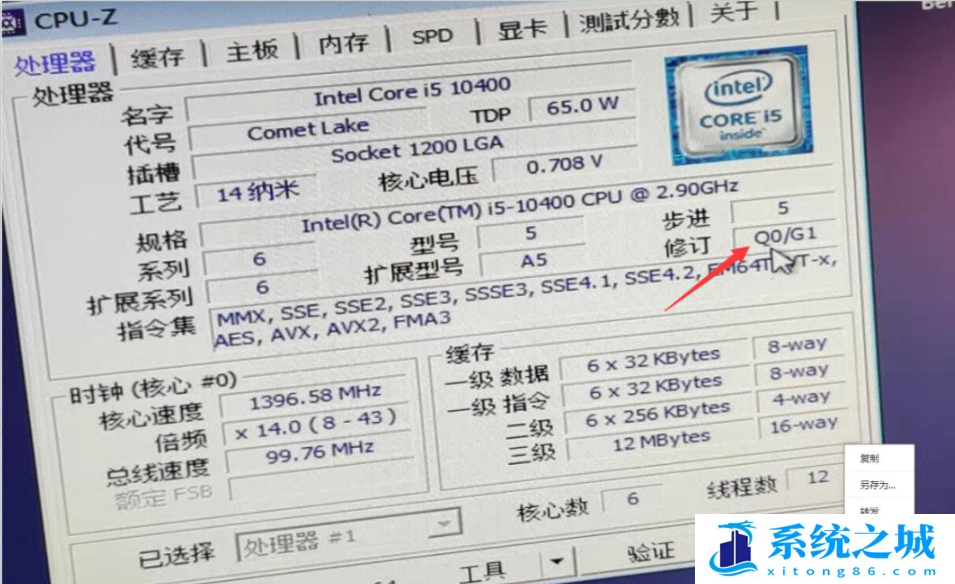 CPU-Z
处理器 缓存 主板 内存 SPD 显卡 測試分數 关于
处理器
名字 Intel Core i5 10400
代号 Comet Lake TDP 65.0 W
插槽 Socket 1200 LGA
工艺 14 纳米 核心电压 0.708 V
规格 Intel(R) Core(TM) i5-10400 CPU @ 2.90GHz
系列 6 型号 5 步进 5
扩展系列 6 扩展型号 A5 修订 Q0/G1
指令集 MMX, SSE, SSE2, SSE3, SSSE3, SSE4.1, SSE4.2, EM64T, VT-x,
AES, AVX, AVX2, FMA3
intel
CORE i5
inside
时钟 (核心 #0)
核心速度 1396.58 MHz
倍频 x 14.0 ( 8 - 43 )
总线速度 99.76 MHz
额定 FSB
缓存
一级 数据 6 x 32 KBytes 8-way
一级 指令 6 x 32 KBytes 8-way
二级 6 x 256 KBytes 4-way
三级 12 MBytes 16-way
已选择 处理器 #1 核心数 6 线程数 12
工具 验证
复制
另存为...
转发
系统之城
xitong86.com